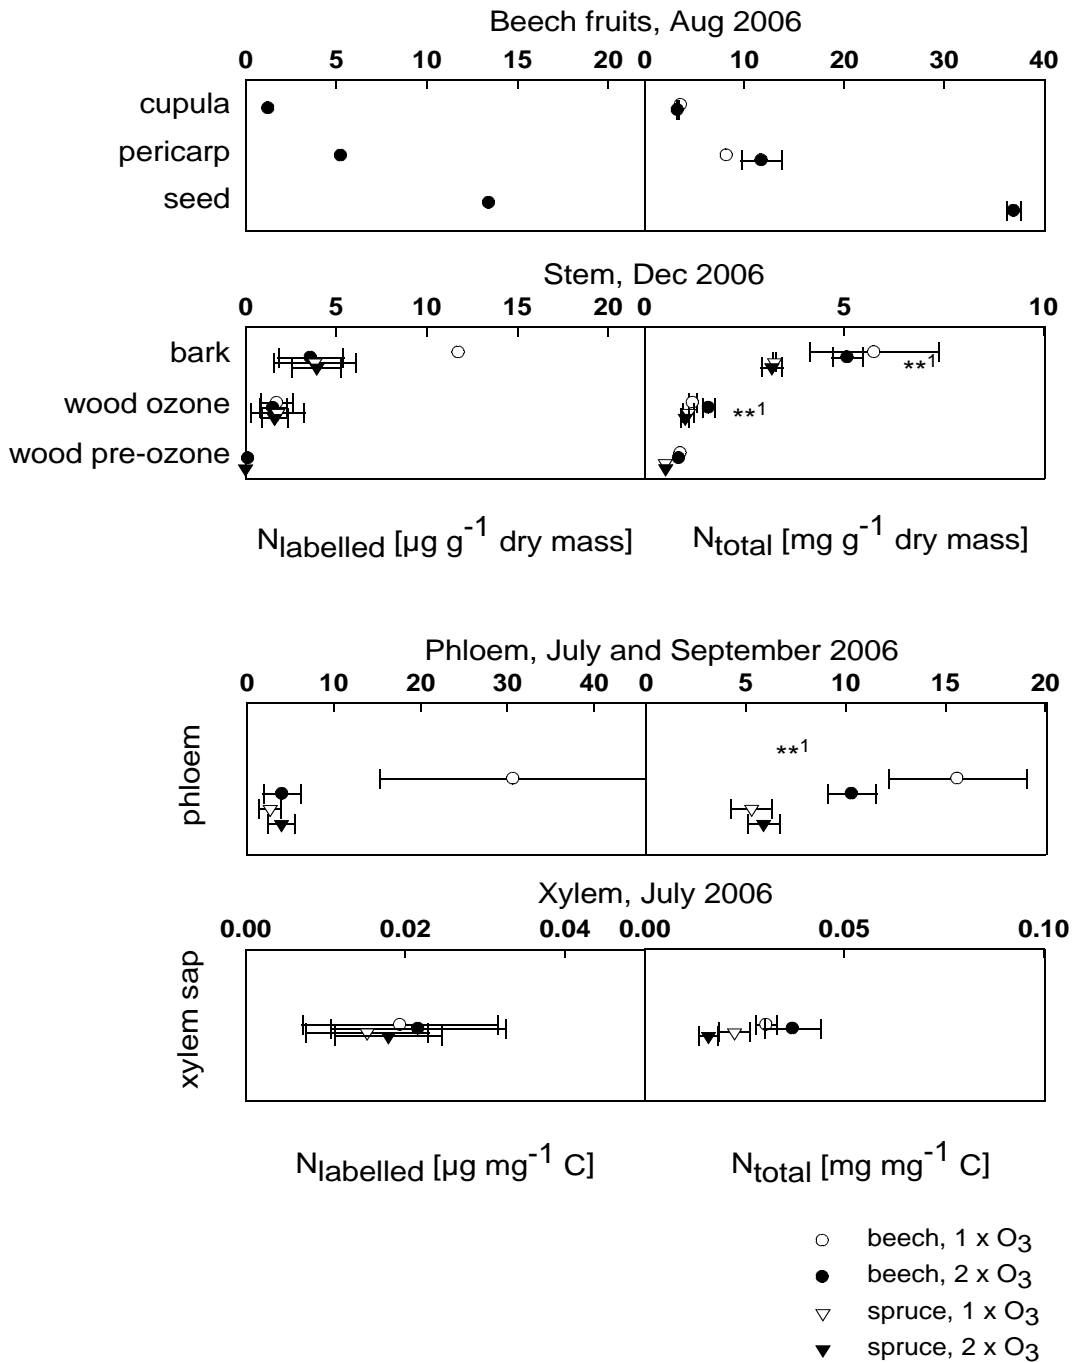 Beech fruits, Aug 2006
0 5 10 15 20 0 10 20 30 40
cupula
pericarp
seed
Stem, Dec 2006
0 5 10 15 20 0 5 10
bark
**1
wood ozone
**1
wood pre-ozone
Nlabelled [µg g-1 dry mass] Ntotal [mg g-1 dry mass]
Phloem, July and September 2006
0 10 20 30 40 0 5 10 15 20
phloem
**1
Xylem, July 2006
0.00 0.02 0.04 0.00 0.05 0.10
xylem sap
Nlabelled [µg mg-1 C] Ntotal [mg mg-1 C]
beech, 1 x O3
beech, 2 x O3
spruce, 1 x O3
spruce, 2 x O3